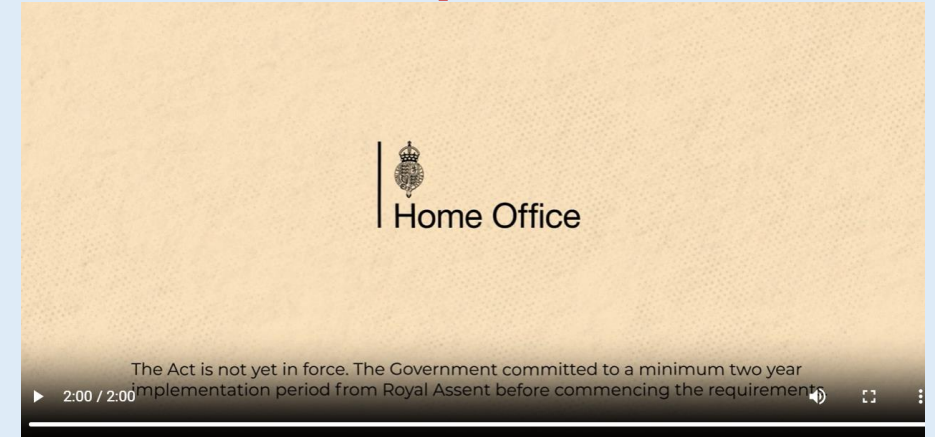 Home Office
The Act is not yet in force. The Government committed to a minimum two year
implementation period from Royal Assent before commencing the requirements.
2:00 / 2:00